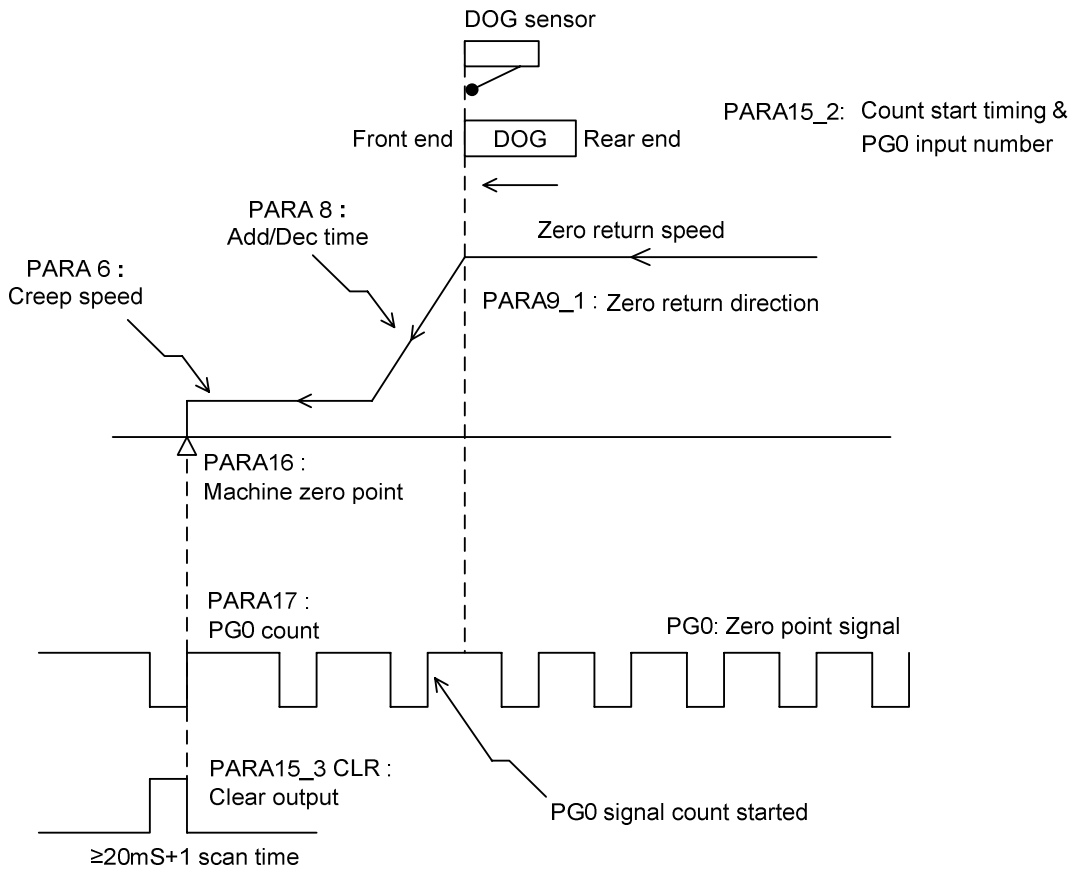 DOG sensor
PARA15_2: Count start timing &
PG0 input number
Front end
DOG
Rear end
PARA 8 :
Add/Dec time
Zero return speed
PARA 6 :
Creep speed
PARA9_1 : Zero return direction
PARA16 :
Machine zero point
PARA17 :
PG0 count
PG0: Zero point signal
PARA15_3 CLR :
Clear output
PG0 signal count started
≥20mS+1 scan time